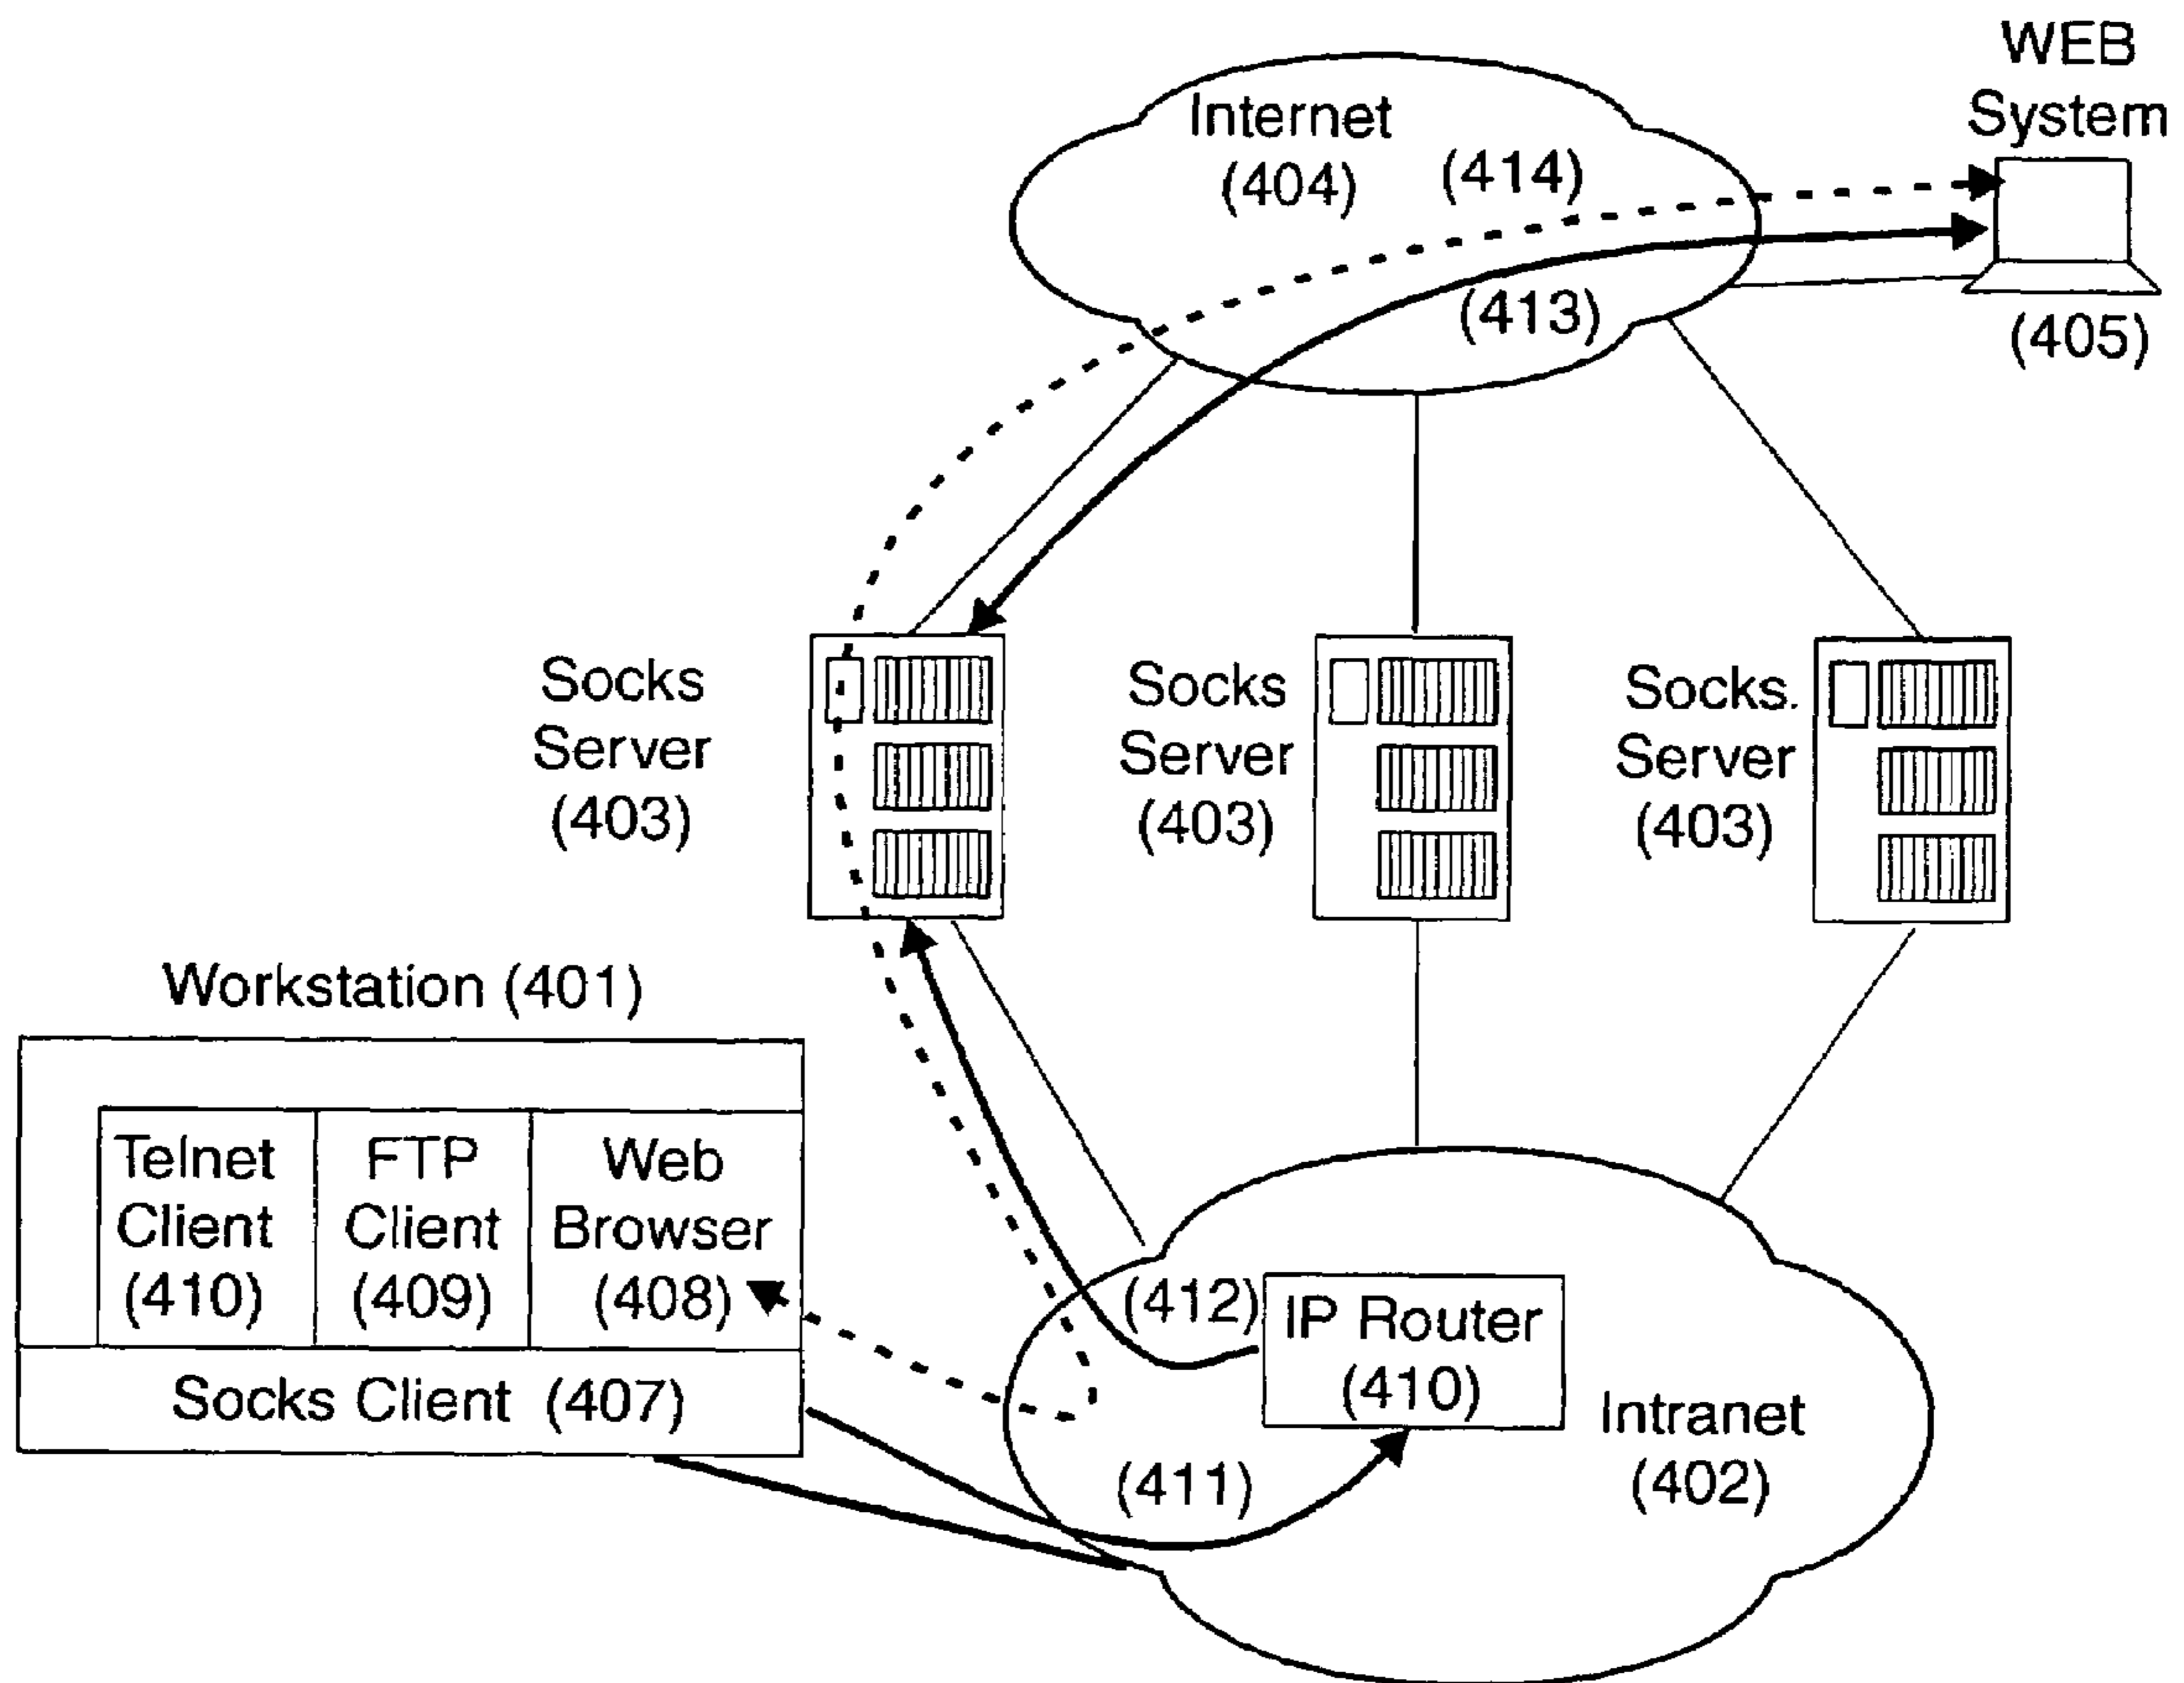 WEB
System
(405)
Internet
(404)
(414)
(413)
Socks
Server
(403)
Socks
Server
(403)
Socks.
Server
(403)
Workstation (401)
Telnet
Client
(410)
FTP
Client
(409)
Web
Browser
(408)
Socks Client (407)
(412)
IP Router
(410)
(411)
Intranet
(402)